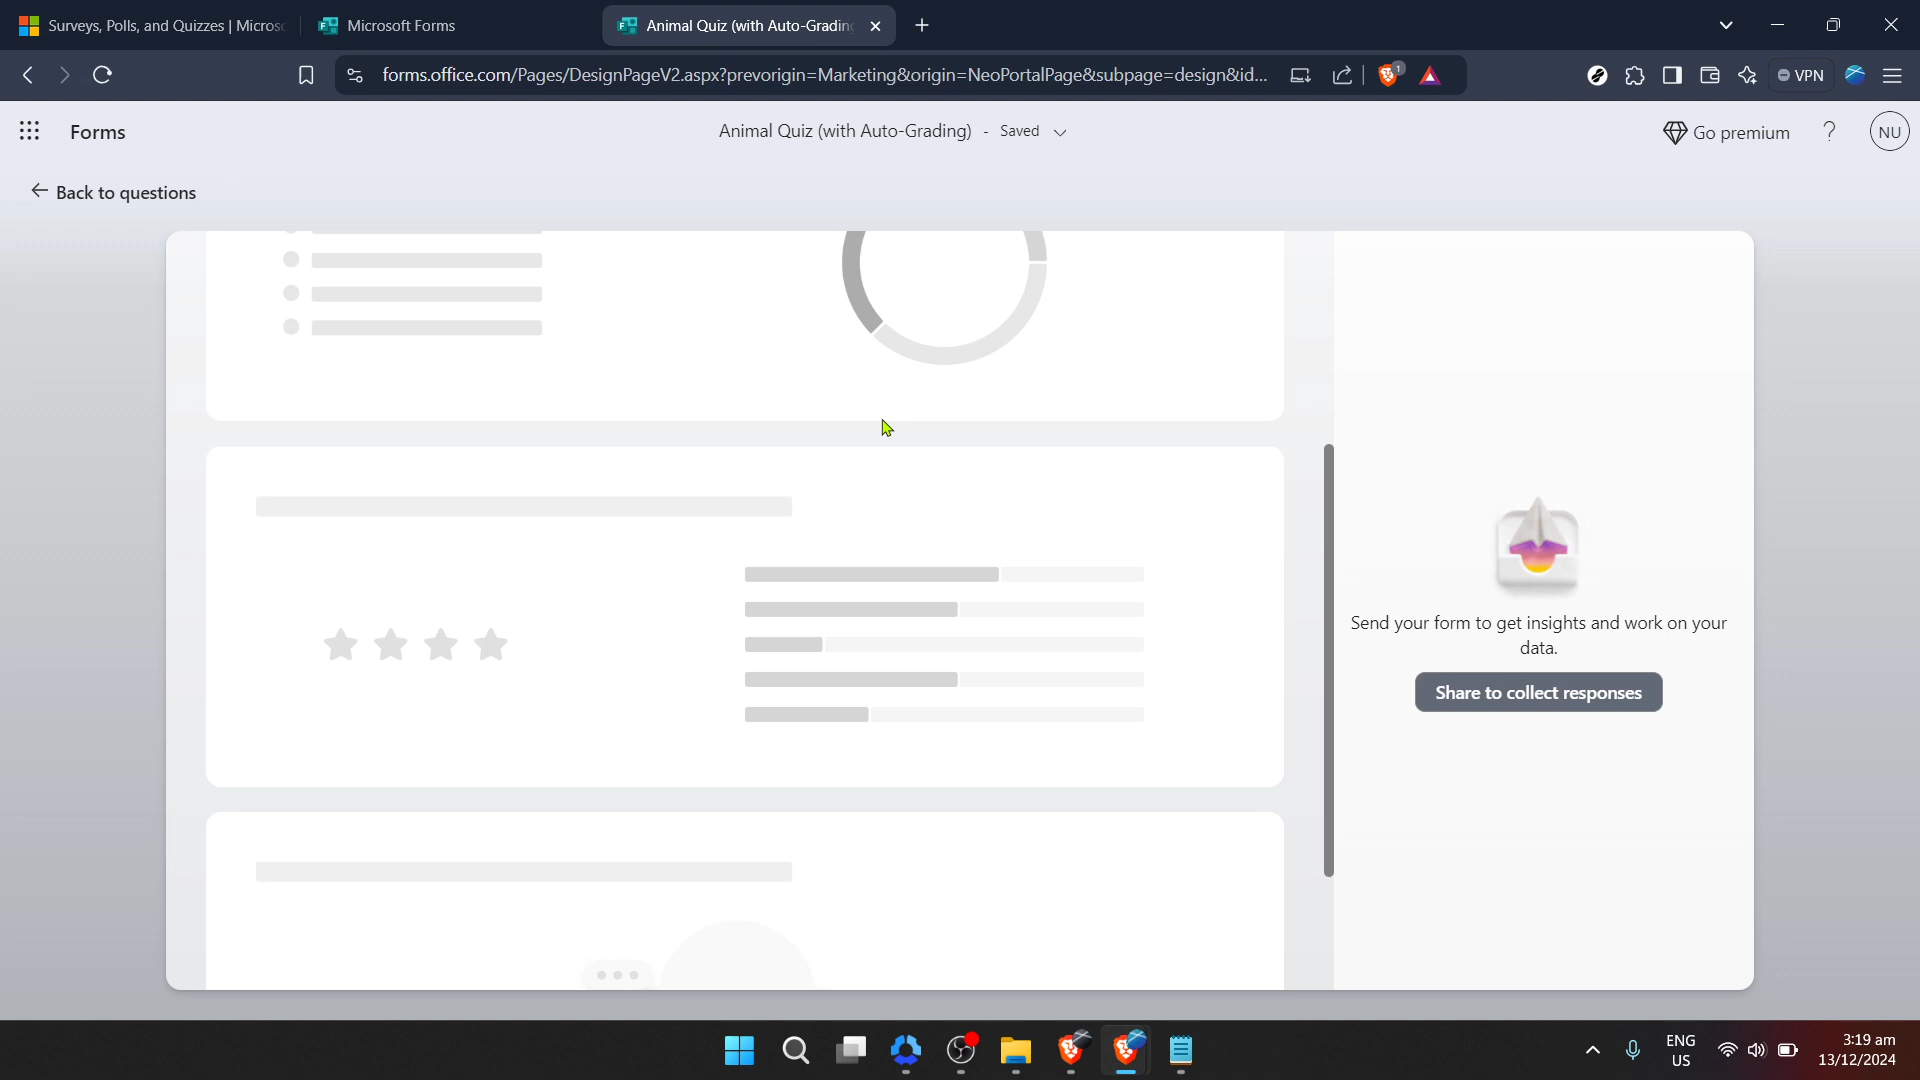 Surveys, Polls, and Quizzes | Micros
Microsoft Forms
Animal Quiz (with Auto-Grading
forms.office.com/Pages/DesignPageV2.aspx?prevorigin=Marketing&origin=NeoPortalPage&subpage=design&id...
1
VPN
Forms
Animal Quiz (with Auto-Grading) - Saved
Go premium
?
NU
Back to questions
Send your form to get insights and work on your
data.
Share to collect responses
ENG
US
3:19 am
13/12/2024